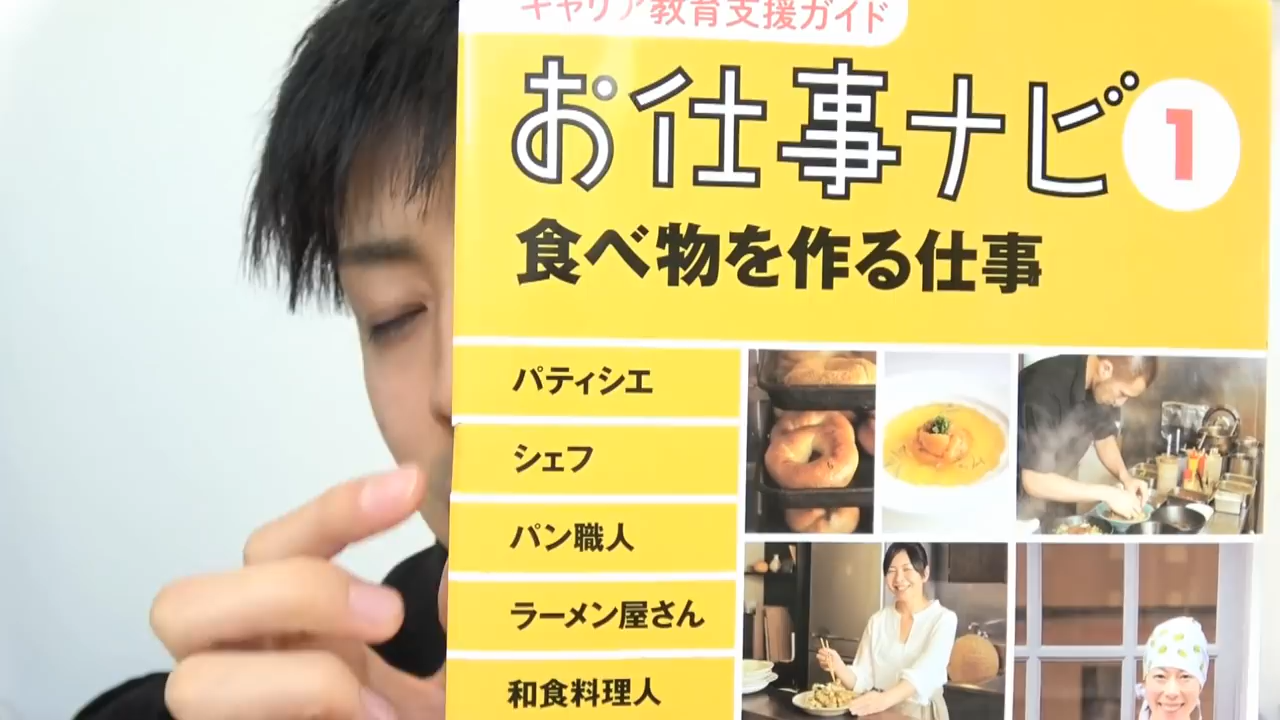 キャリア教育支援ガイド
お仕事ナビ1
食べ物を作る仕事
パティシエ
シェフ
パン職人
ラーメン屋さん
和食料理人